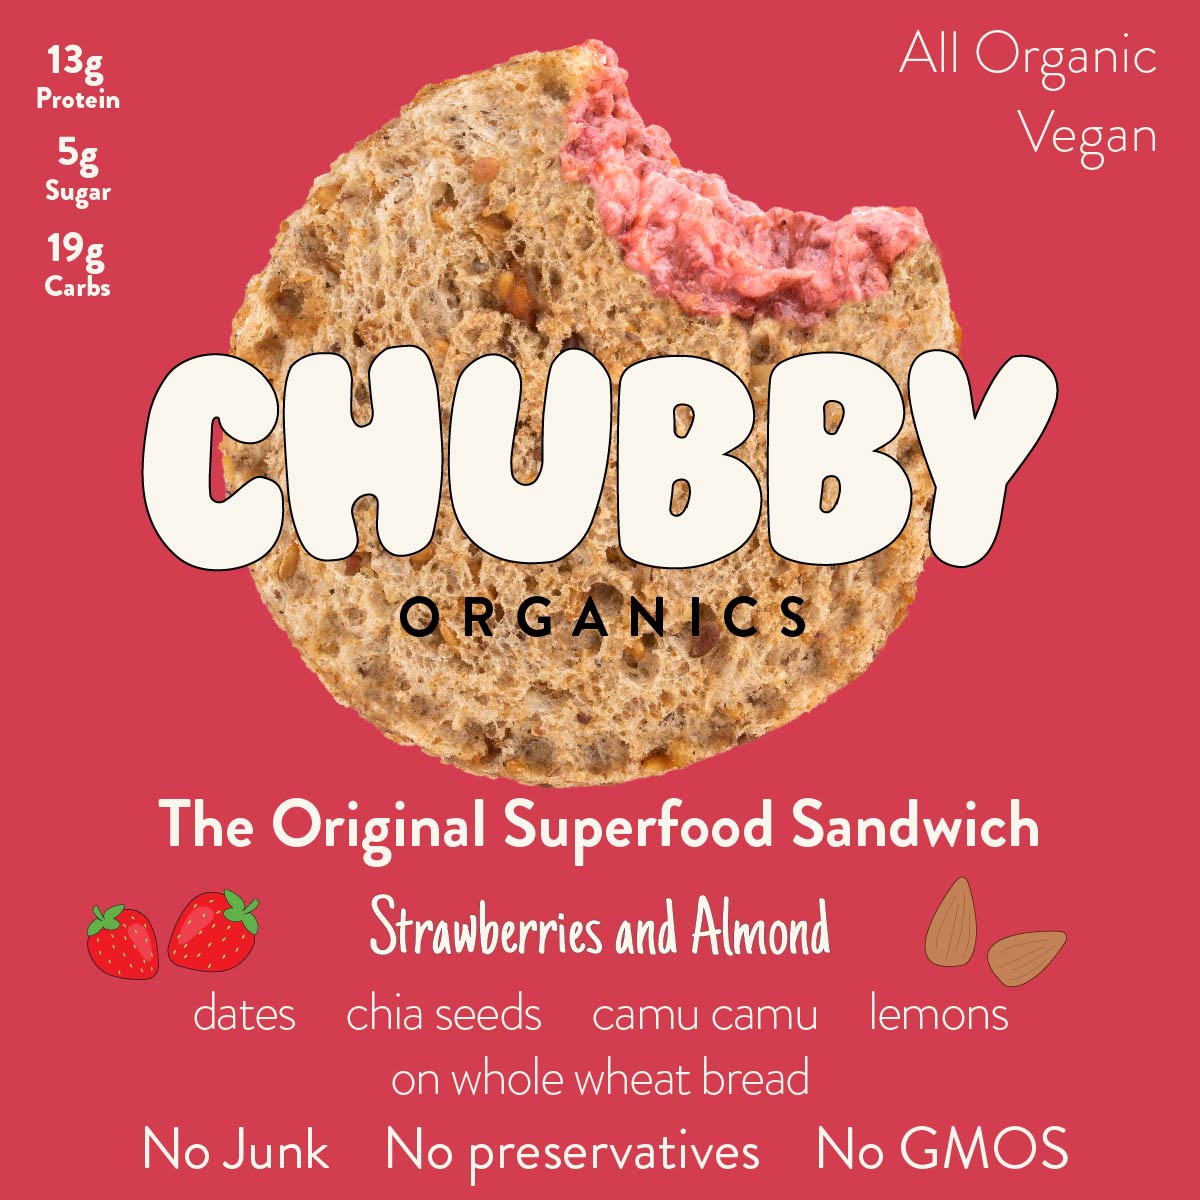 13g
Protein
5g
Sugar
19g
Carbs
All Organic
Vegan
CHUBBY
ORGANICS
The Original Superfood Sandwich
Strawberries and Almond
dates chia seeds camu camu lemons
on whole wheat bread
No Junk No preservatives No GMOS